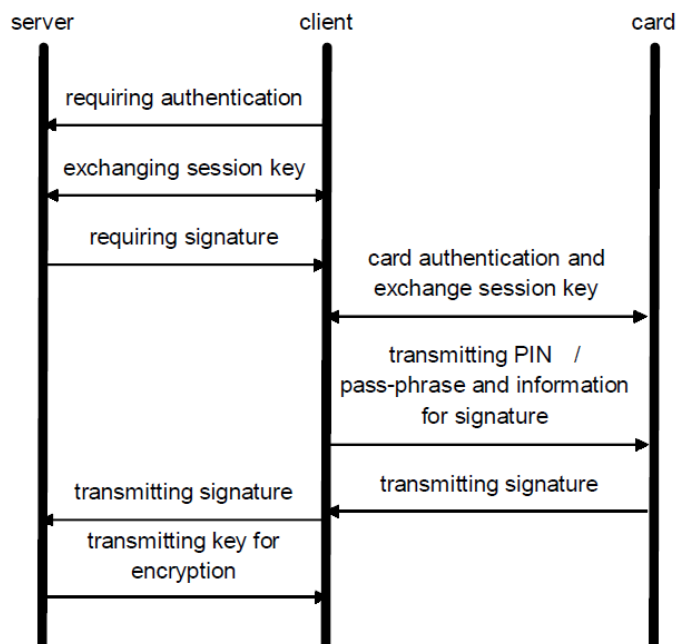 server client card
requiring authentication
exchanging session key
requiring signature
card authentication and
exchange session key
transmitting PIN /
pass-phrase and information
for signature
transmitting signature
transmitting signature
transmitting key for
encryption